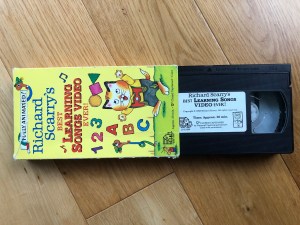 FULLY ANIMATED!
Richard
Scarry's
BEST
LEARNING
SONGS VIDEO
EVER!
1 2 3
A B C
Richard Scarry's
BEST LEARNING SONGS
VIDEO EVER!